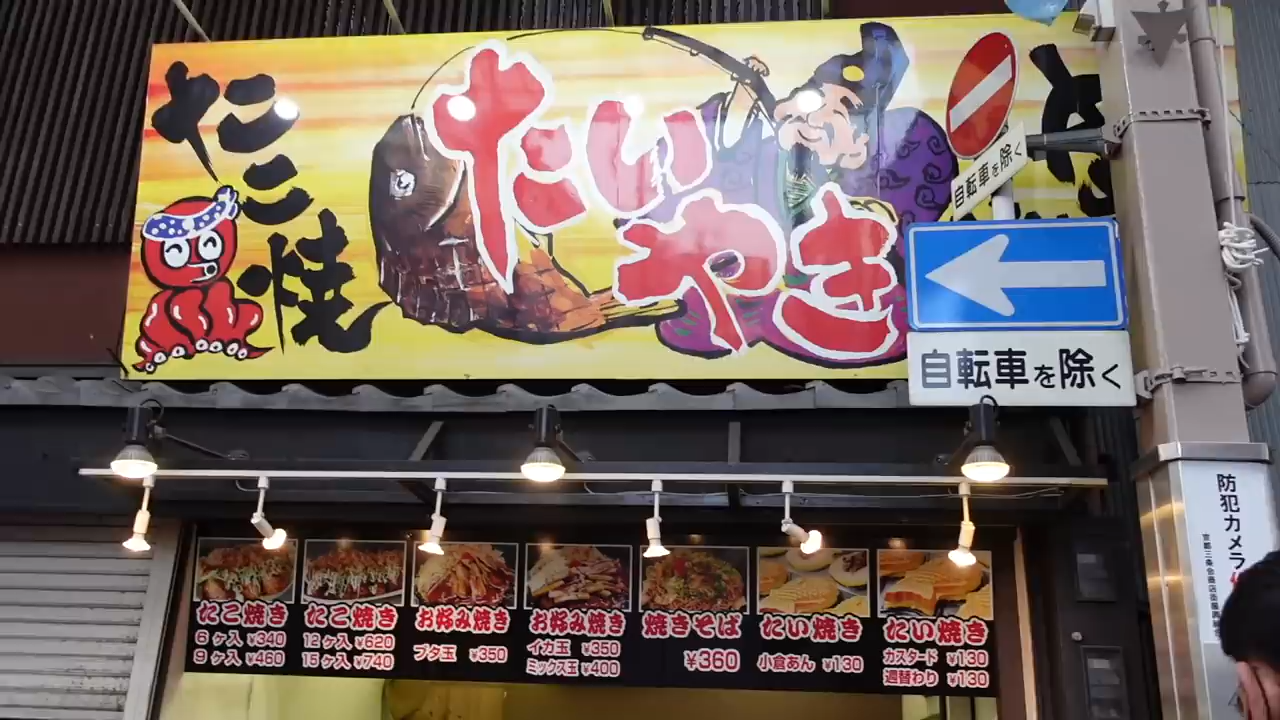 たこ焼
たい
やき
自転車を除く
自転車を除く
防犯カメラ
たこ焼き
6ヶ入 ¥340
9ヶ入 ¥460
たこ焼き
12ヶ入 ¥620
15ヶ入 ¥740
お好み焼き
ブタ玉 ¥350
お好み焼き
イカ玉 ¥350
ミックス玉 ¥400
焼きそば
¥360
たい焼き
小倉あん ¥130
たい焼き
カスタード ¥130
週替わり ¥130